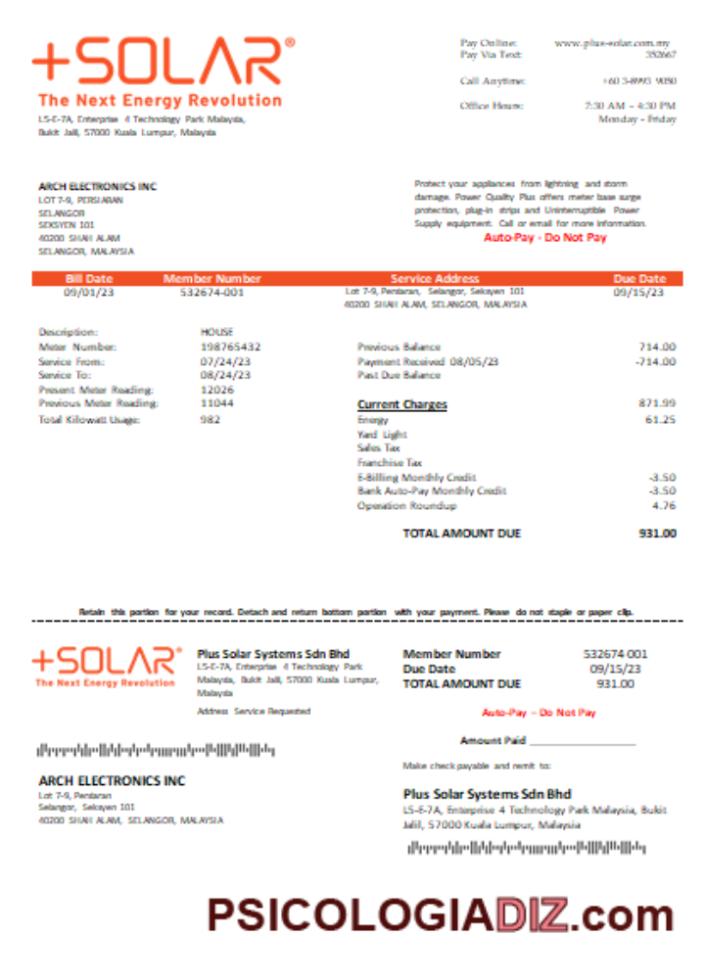 +SOLAR®
The Next Energy Revolution
L5-E-7A, Enterprise 4 Technology Park Malaysia,
Bukit Jalil, 57000 Kuala Lumpur, Malaysia
Pay Online: www.plus-solar.com.my
Pay Via Text: 352667
Call Anytime: +60 3-8993 9050
Office Hours: 7:30 AM – 4:30 PM
Monday – Friday
ARCH ELECTRONICS INC
LOT 7-9, PERSIARAN
SELANGOR
SEKSYEN 101
40200 SHAH ALAM
SELANGOR, MALAYSIA
Protect your appliances from lightning and storm
damage. Power Quality Plus offers meter base surge
protection, plug-in strips and Uninterruptible Power
Supply equipment. Call or email for more information.
Auto-Pay - Do Not Pay
Bill Date Member Number Service Address Due Date
09/01/23 532674-001 Lot 7-9, Persiaran, Selangor, Seksyen 101 09/15/23
40200 SHAH ALAM, SELANGOR, MALAYSIA
Description: HOUSE
Meter Number: 198765432
Service From: 07/24/23
Service To: 08/24/23
Present Meter Reading: 12026
Previous Meter Reading: 11044
Total Kilowatt Usage: 982
Previous Balance 714.00
Payment Received 08/05/23 -714.00
Past Due Balance
Current Charges 871.99
Energy 61.25
Yard Light
Sales Tax
Franchise Tax
E-Billing Monthly Credit -3.50
Bank Auto-Pay Monthly Credit -3.50
Operation Roundup 4.76
TOTAL AMOUNT DUE 931.00
Retain this portion for your record. Detach and return bottom portion with your payment. Please do not staple or paper clip.
+SOLAR®
The Next Energy Revolution
Plus Solar Systems Sdn Bhd
L5-E-7A, Enterprise 4 Technology Park
Malaysia, Bukit Jalil, 57000 Kuala Lumpur,
Malaysia
Address Service Requested
Member Number 532674-001
Due Date 09/15/23
TOTAL AMOUNT DUE 931.00
Auto-Pay – Do Not Pay
Amount Paid
ARCH ELECTRONICS INC
Lot 7-9, Persiaran
Selangor, Seksyen 101
40200 SHAH ALAM, SELANGOR, MALAYSIA
Make check payable and remit to:
Plus Solar Systems Sdn Bhd
L5-E-7A, Enterprise 4 Technology Park Malaysia, Bukit
Jalil, 57000 Kuala Lumpur, Malaysia
PSICOLOGIADIZ.com